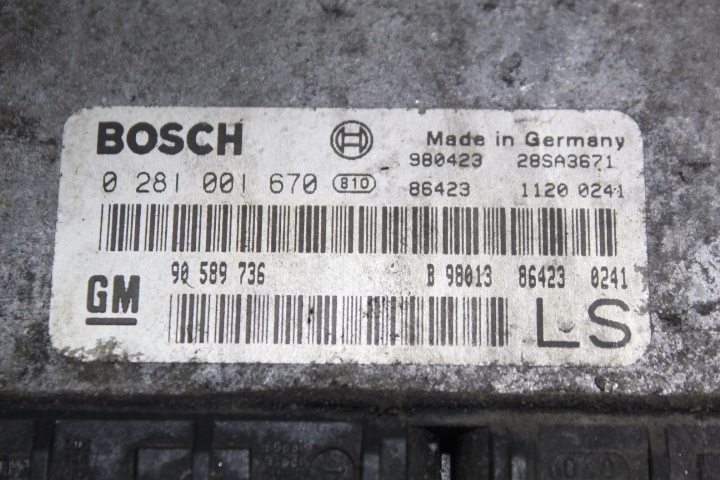 BOSCH Made in Germany
980423 28SA3671
0 281 001 670 810 86423 1120 0241
90 589 736 B 98013 86423 0241
GM
LS